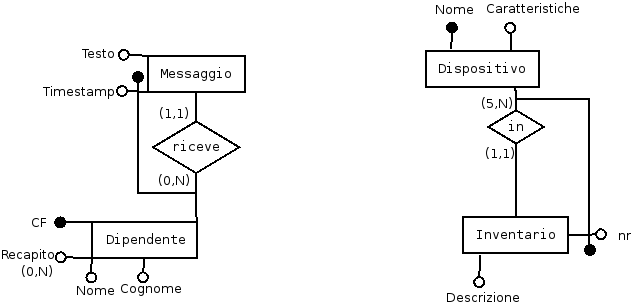 Nome
Caratteristiche
Testo
Messaggio
Dispositivo
Timestamp
(5,N)
(1,1)
in
riceve
(1,1)
(0,N)
CF
Dipendente
Inventario
nr
Recapito
(0,N)
Nome
Cognome
Descrizione